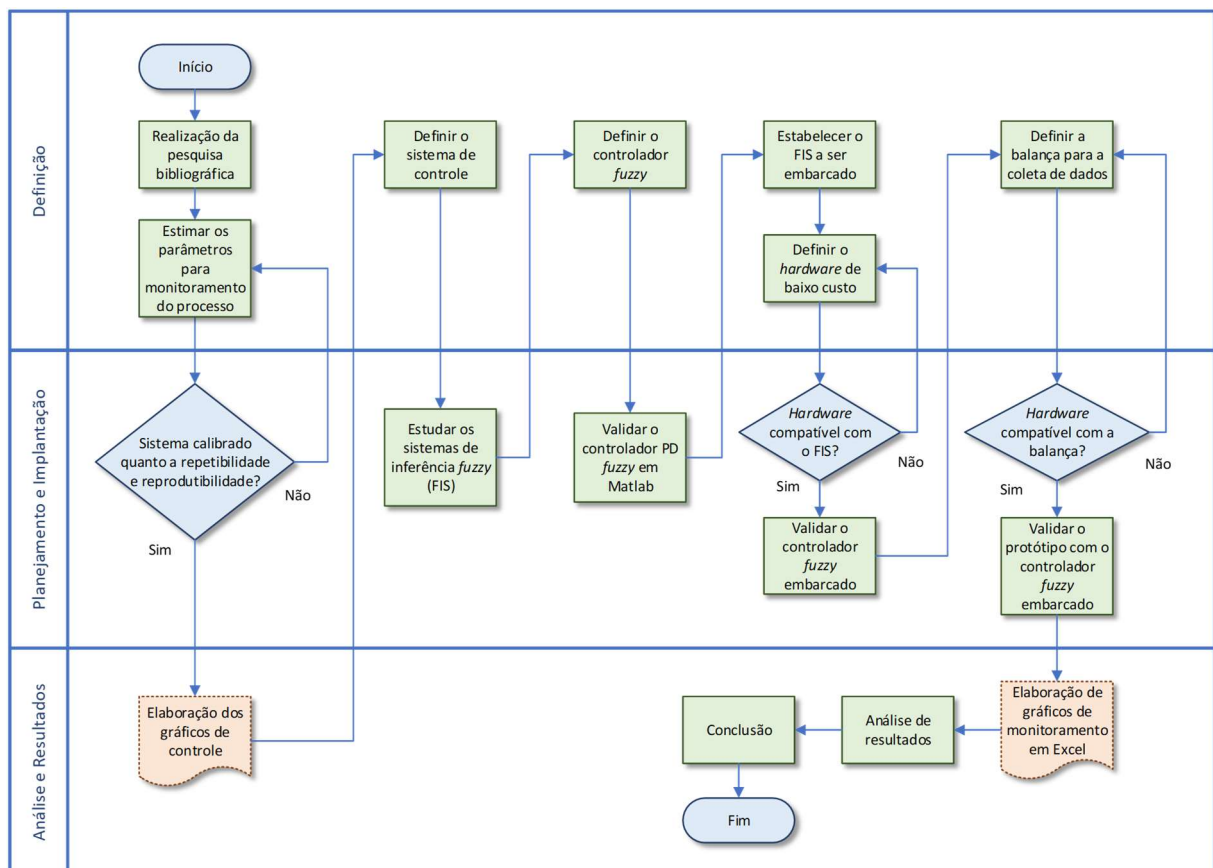 Definição
Início
Realização da
pesquisa
bibliográfica
Estimar os
parâmetros
para
monitoramento
do processo
Definir o
sistema de
controle
Definir o
controlador
fuzzy
Estabelecer o
FIS a ser
embarcado
Definir o
hardware de
baixo custo
Definir a
balança para a
coleta de dados
Planejamento e Implantação
Sistema calibrado
quanto a repetibilidade
e reprodutibilidade?
Não
Sim
Estudar os
sistemas de
inferência fuzzy
(FIS)
Validar o
controlador PD
fuzzy em
Matlab
Hardware
compatível com
o FIS?
Não
Sim
Validar o
controlador
fuzzy
embarcado
Hardware
compatível com a
balança?
Não
Sim
Validar o
protótipo com o
controlador
fuzzy
embarcado
Análise e Resultados
Elaboração dos
gráficos de
controle
Elaboração de
gráficos de
monitoramento
em Excel
Análise de
resultados
Conclusão
Fim